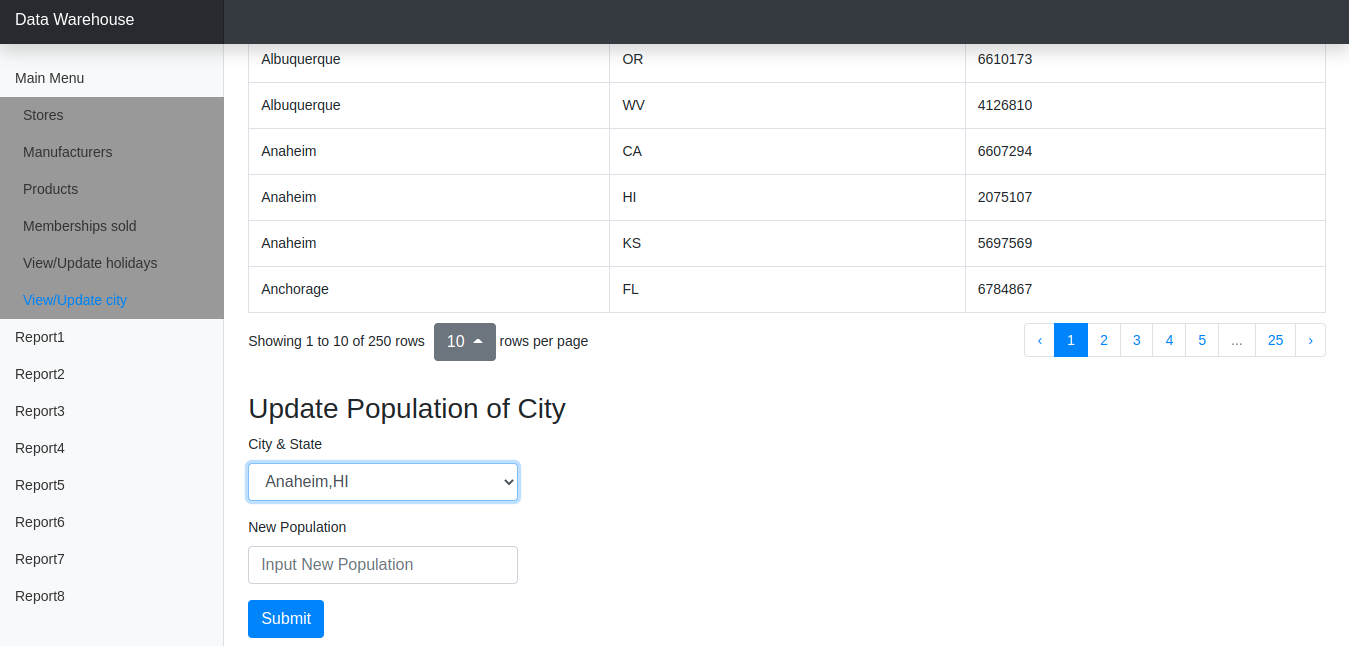 Data Warehouse
Main Menu
Stores
Manufacturers
Products
Memberships sold
View/Update holidays
View/Update city
Report1
Report2
Report3
Report4
Report5
Report6
Report7
Report8
Albuquerque OR 6610173
Albuquerque WV 4126810
Anaheim CA 6607294
Anaheim HI 2075107
Anaheim KS 5697569
Anchorage FL 6784867
Showing 1 to 10 of 250 rows 10 rows per page ‹ 1 2 3 4 5 ... 25 ›
Update Population of City
City & State
Anaheim,HI
New Population
Input New Population
Submit